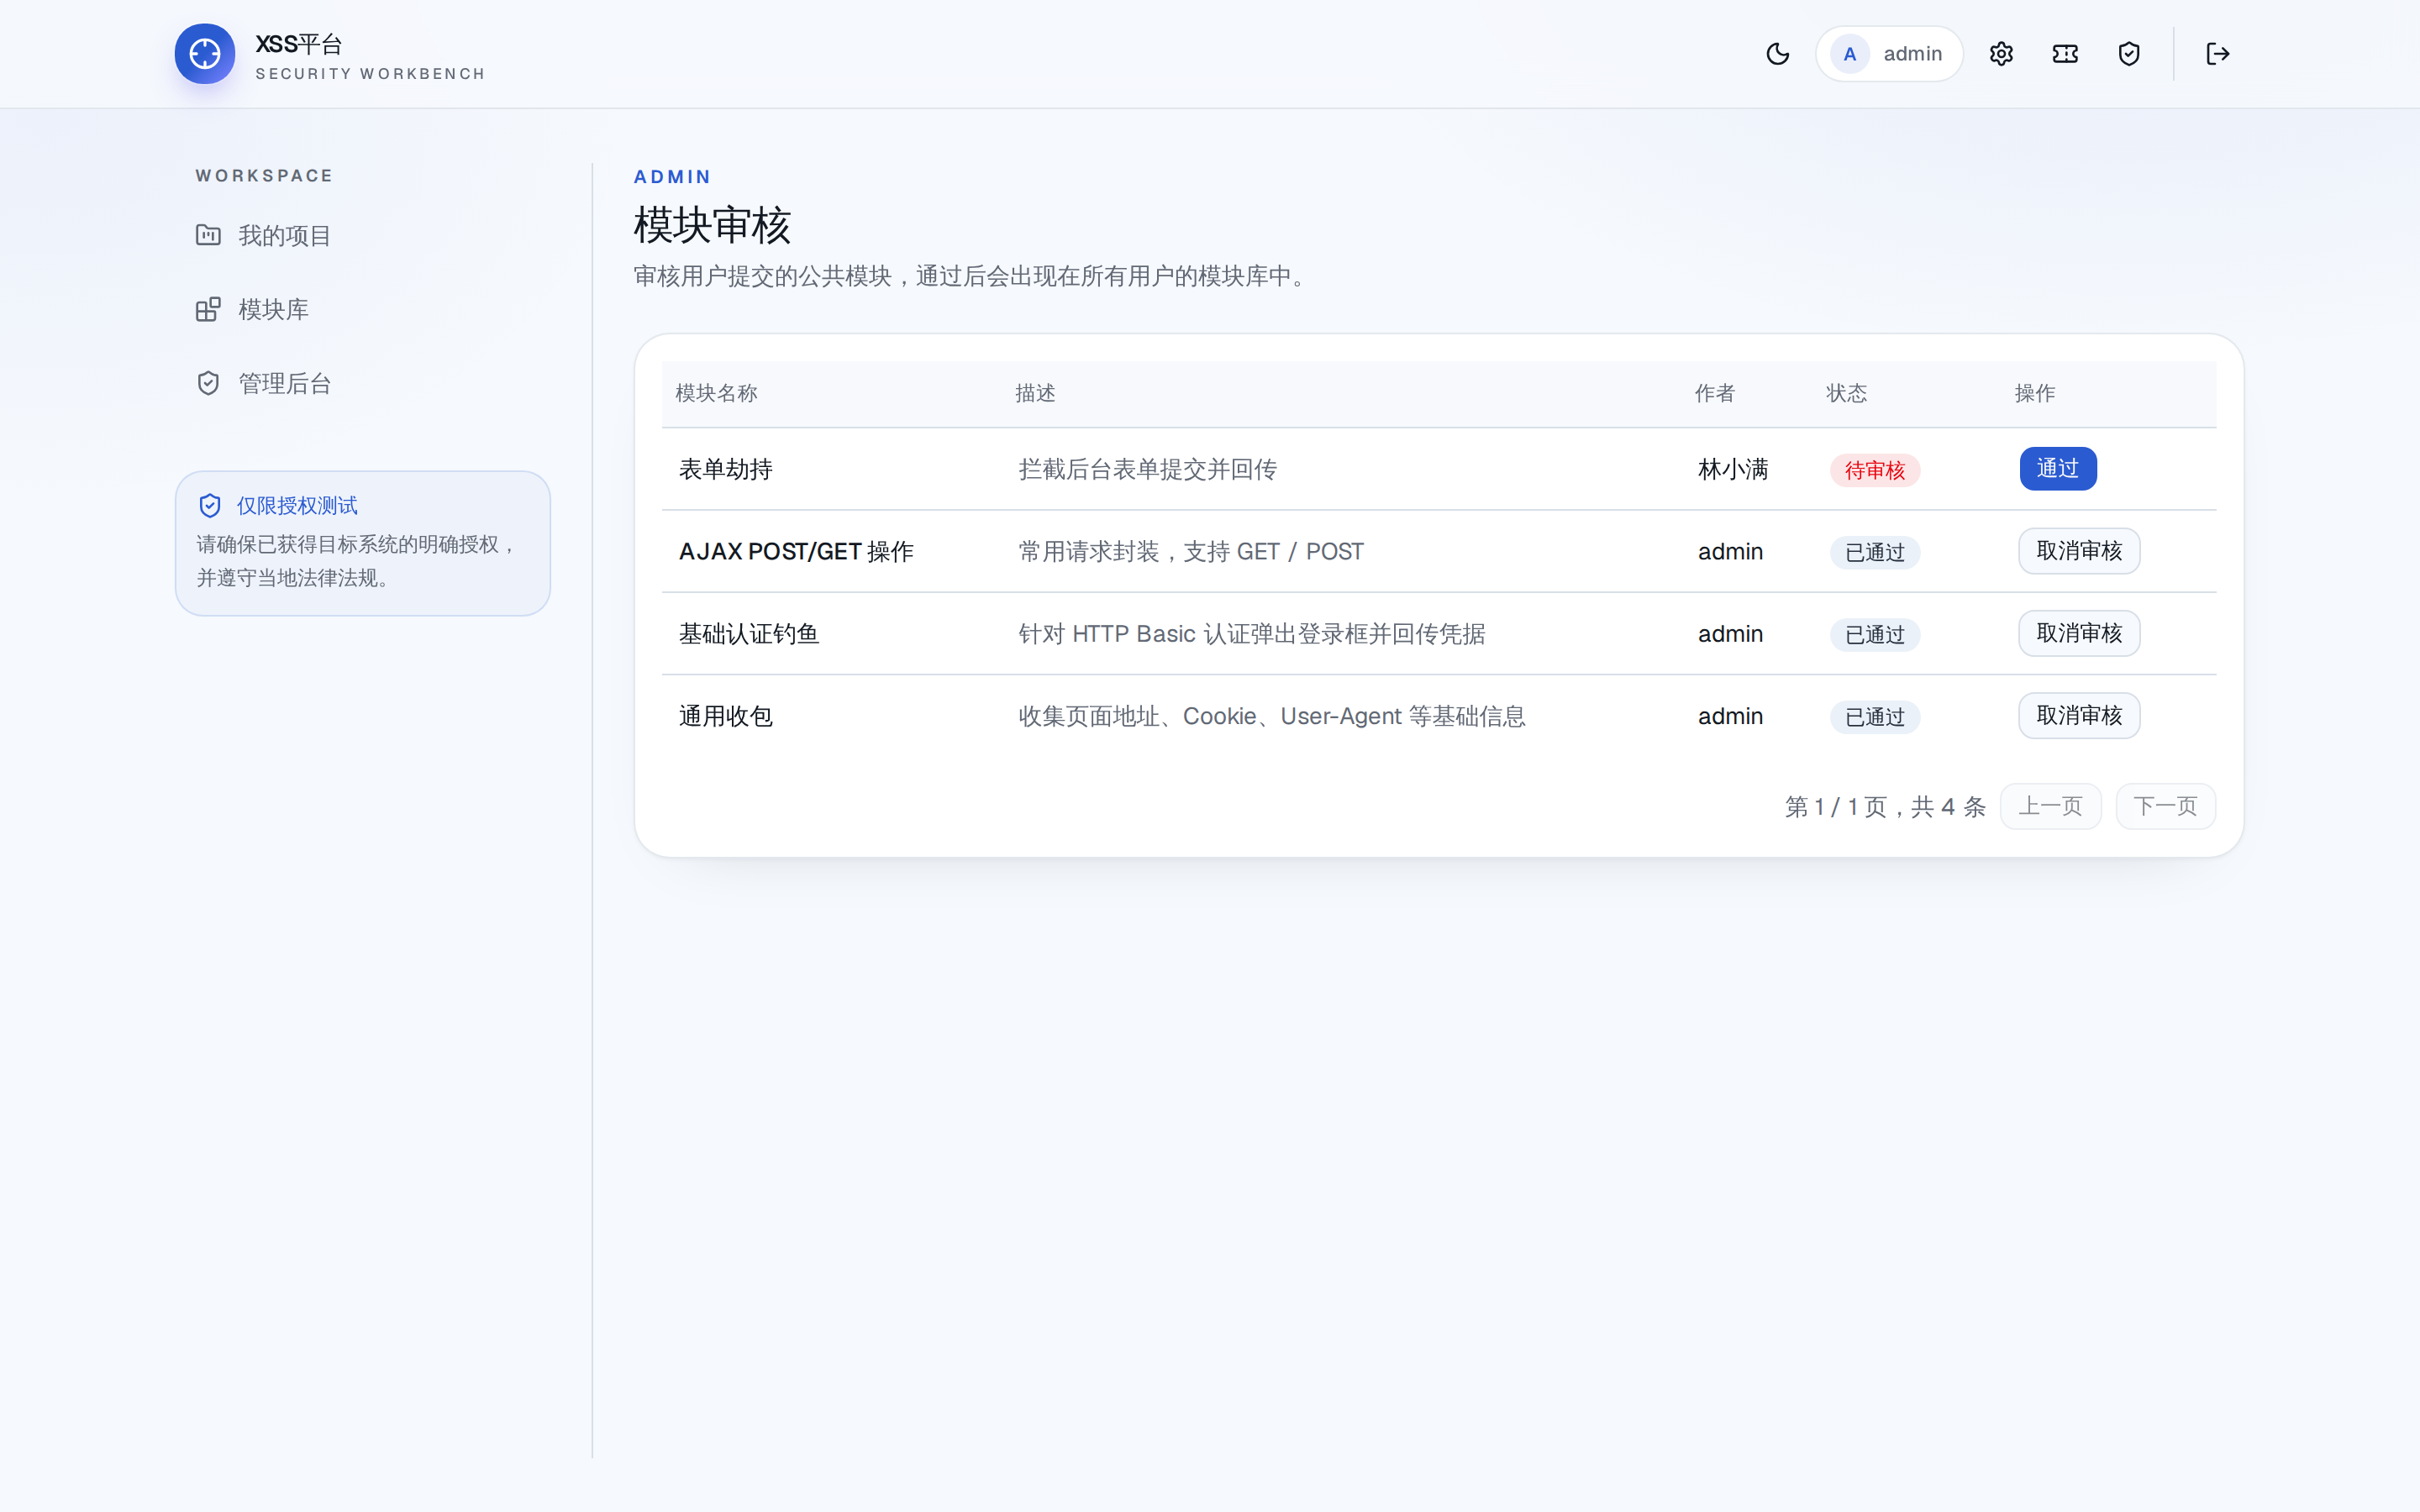 XSS平台
SECURITY WORKBENCH
A admin
WORKSPACE
我的项目
模块库
管理后台
仅限授权测试
请确保已获得目标系统的明确授权，
并遵守当地法律法规。
ADMIN
模块审核
审核用户提交的公共模块，通过后会出现在所有用户的模块库中。
模块名称 描述 作者 状态 操作
表单劫持 拦截后台表单提交并回传 林小满 待审核 通过
AJAX POST/GET 操作 常用请求封装，支持 GET / POST admin 已通过 取消审核
基础认证钓鱼 针对 HTTP Basic 认证弹出登录框并回传凭据 admin 已通过 取消审核
通用收包 收集页面地址、Cookie、User-Agent 等基础信息 admin 已通过 取消审核
第 1 / 1 页，共 4 条 上一页 下一页